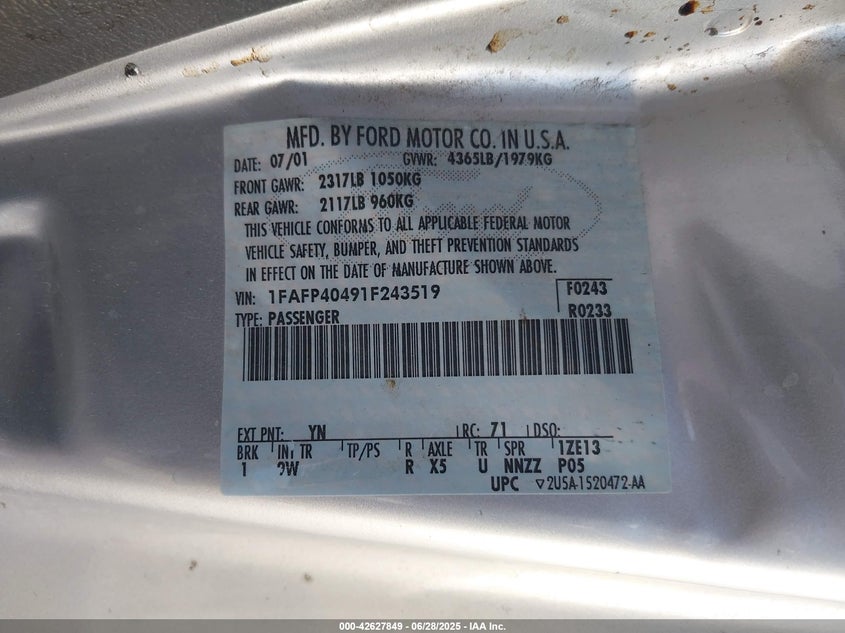 MFD. BY FORD MOTOR CO. IN U.S.A.
DATE: 07/01 GVWR: 4365LB/1979KG
FRONT GAWR: 2317LB 1050KG
REAR GAWR: 2117LB 960KG
THIS VEHICLE CONFORMS TO ALL APPLICABLE FEDERAL MOTOR
VEHICLE SAFETY, BUMPER, AND THEFT PREVENTION STANDARDS
IN EFFECT ON THE DATE OF MANUFACTURE SHOWN ABOVE.
VIN: 1FAFP40491F243519 F0243
TYPE: PASSENGER R0233
EXT PNT: YN RC: 71 DSO:
BRK INT TR TP/PS R AXLE TR SPR 1ZE13
1 9W R X5 U NNZZ P05
UPC ▽2U5A-1520472-AA
000-42627849 - 06/28/2025 - IAA Inc.